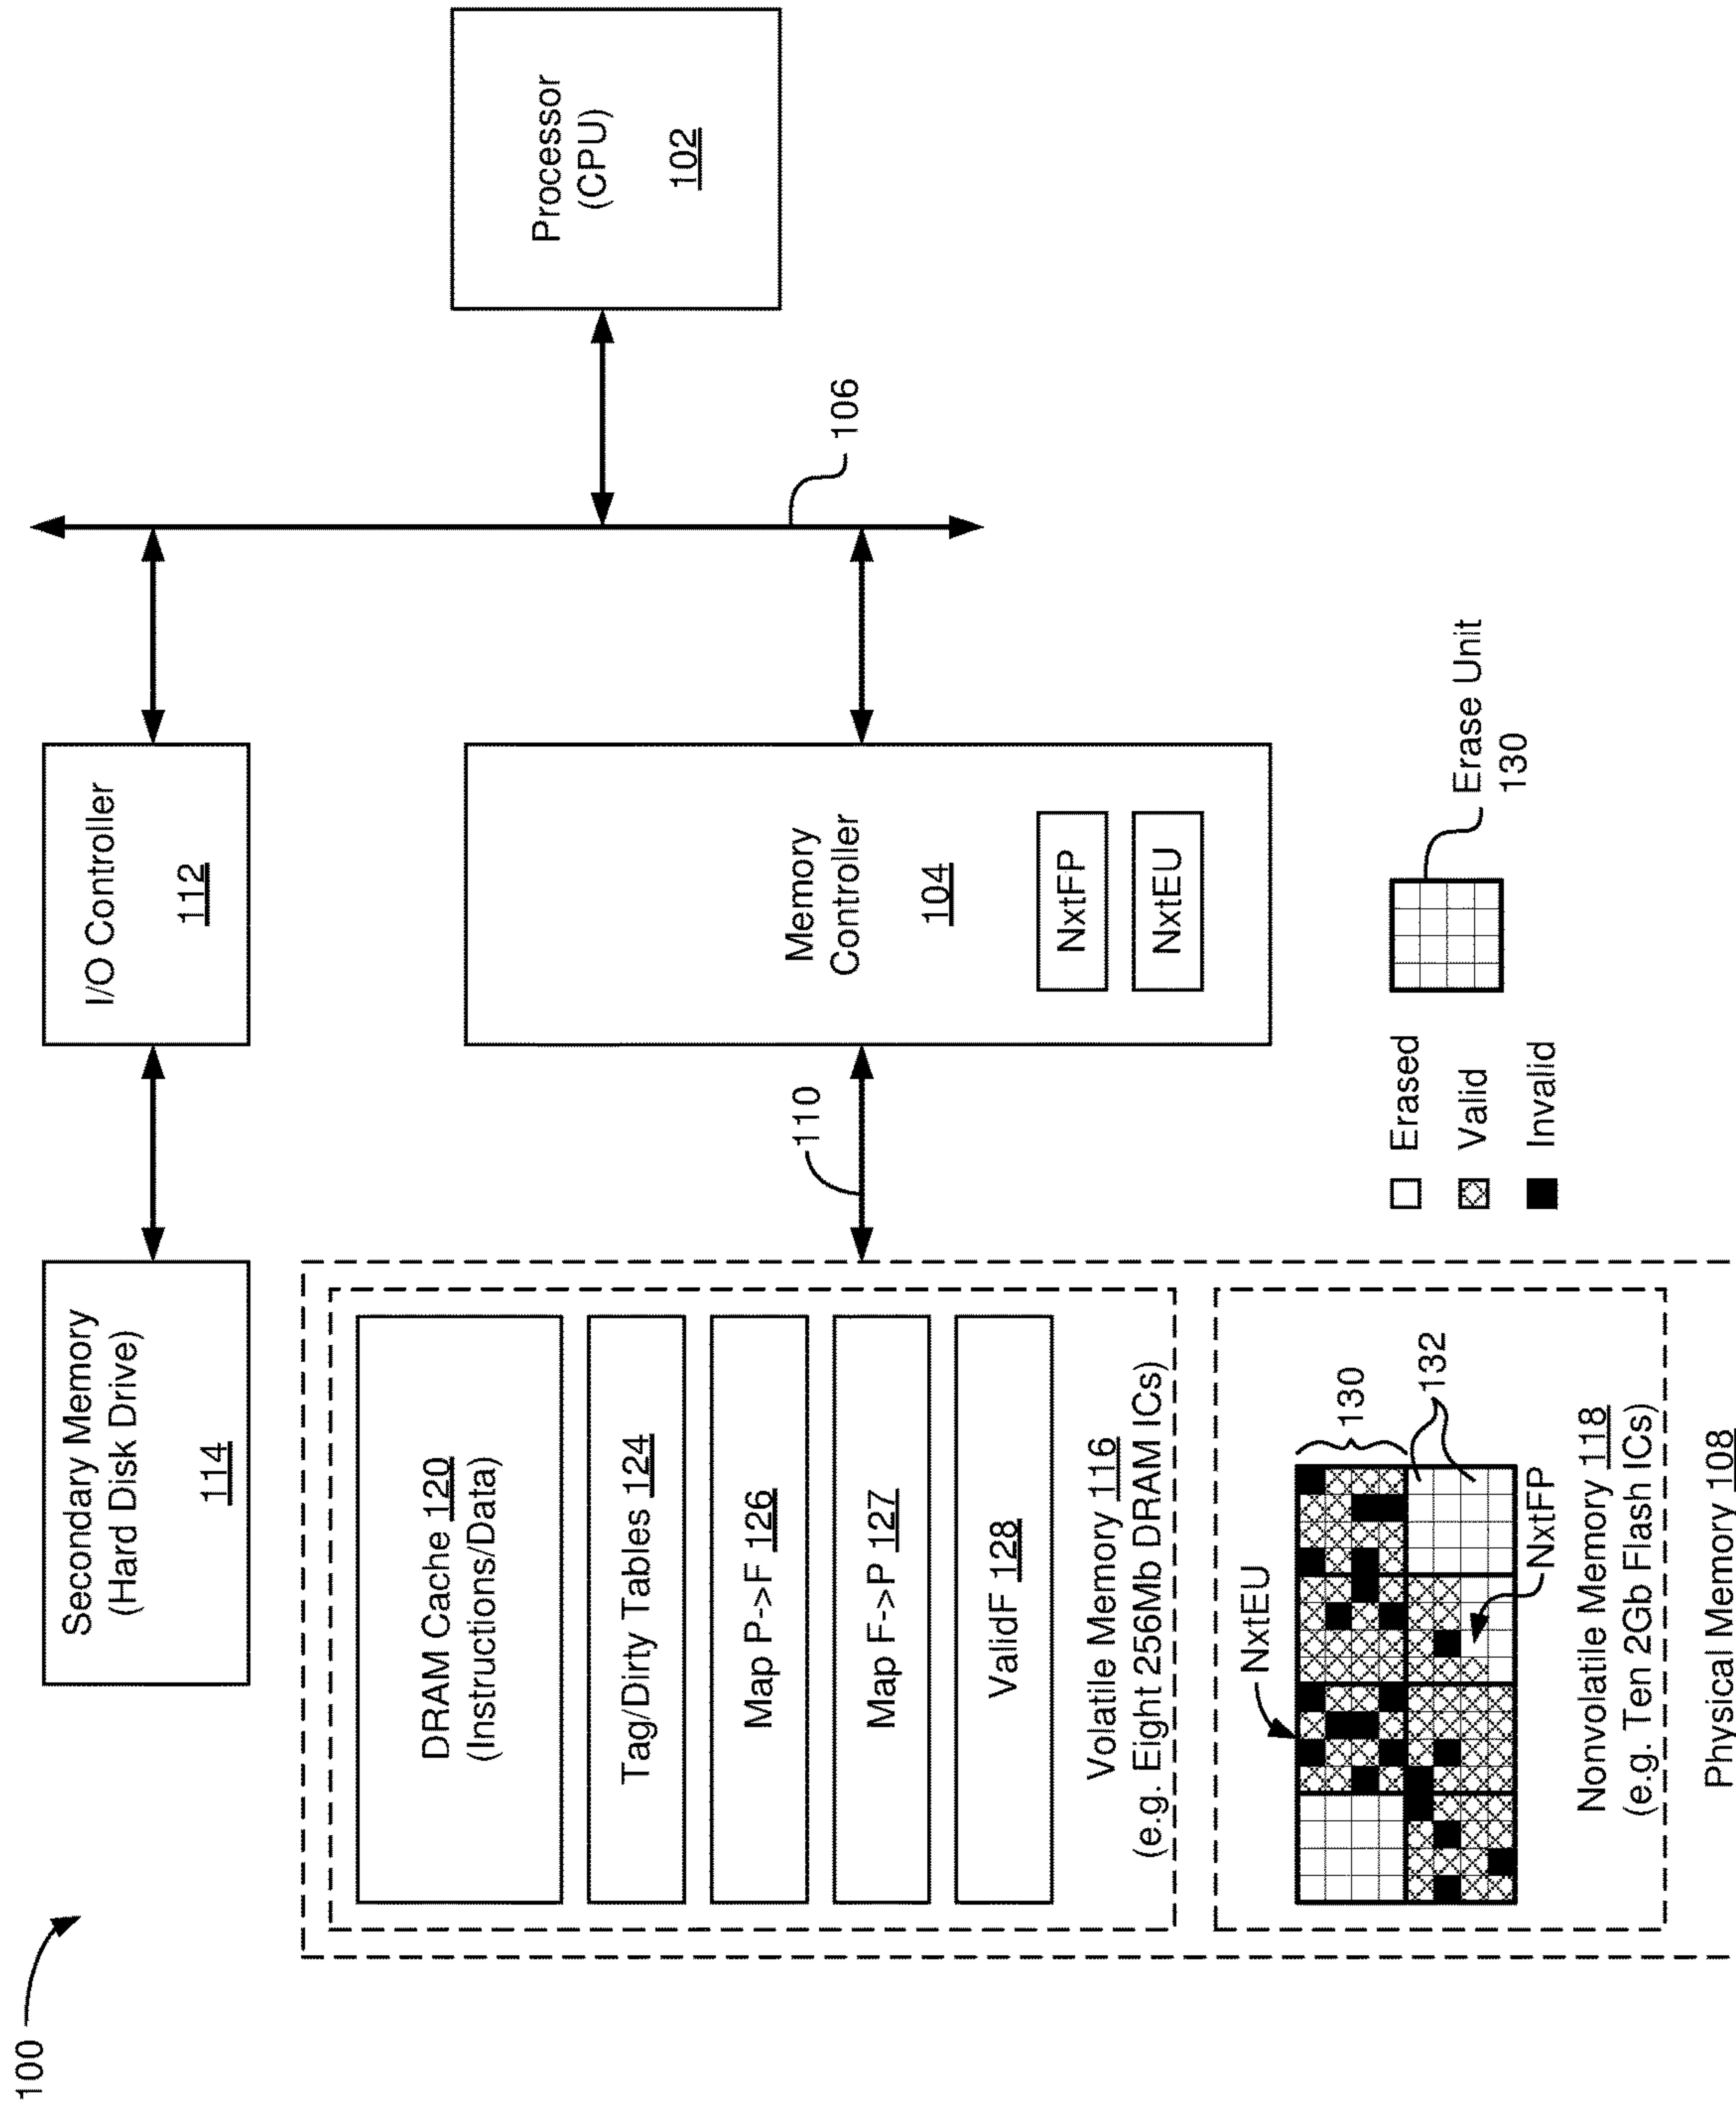 100
Secondary Memory
(Hard Disk Drive)
114
I/O Controller
112
Processor
(CPU)
102
106
110
Memory
Controller
104
NxtFP
NxtEU
DRAM Cache 120
(Instructions/Data)
Tag/Dirty Tables 124
Map P->F 126
Map F->P 127
ValidF 128
Volatile Memory 116
(e.g. Eight 256Mb DRAM ICs)
NxtEU
130
132
NxtFP
Nonvolatile Memory 118
(e.g. Ten 2Gb Flash ICs)
Physical Memory 108
Erased
Valid
Invalid
Erase Unit
130